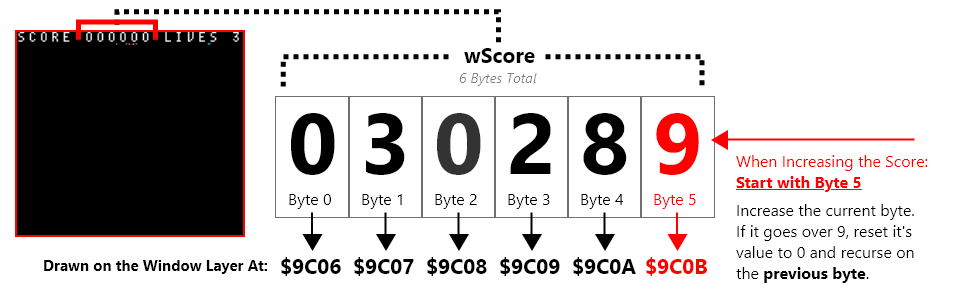 SCORE 000000 LIVES 3
wScore
6 Bytes Total
0 3 0 2 8 9
Byte 0 Byte 1 Byte 2 Byte 3 Byte 4 Byte 5
Drawn on the Window Layer At: $9C06 $9C07 $9C08 $9C09 $9C0A $9C0B
When Increasing the Score:
Start with Byte 5
Increase the current byte.
If it goes over 9, reset it's
value to 0 and recurse on
the previous byte.